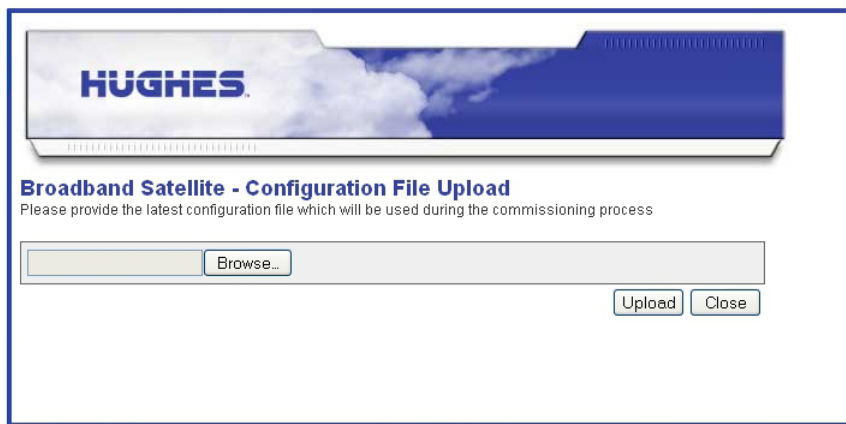 HUGHES.
Broadband Satellite - Configuration File Upload
Please provide the latest configuration file which will be used during the commissioning process
Browse...
Upload Close